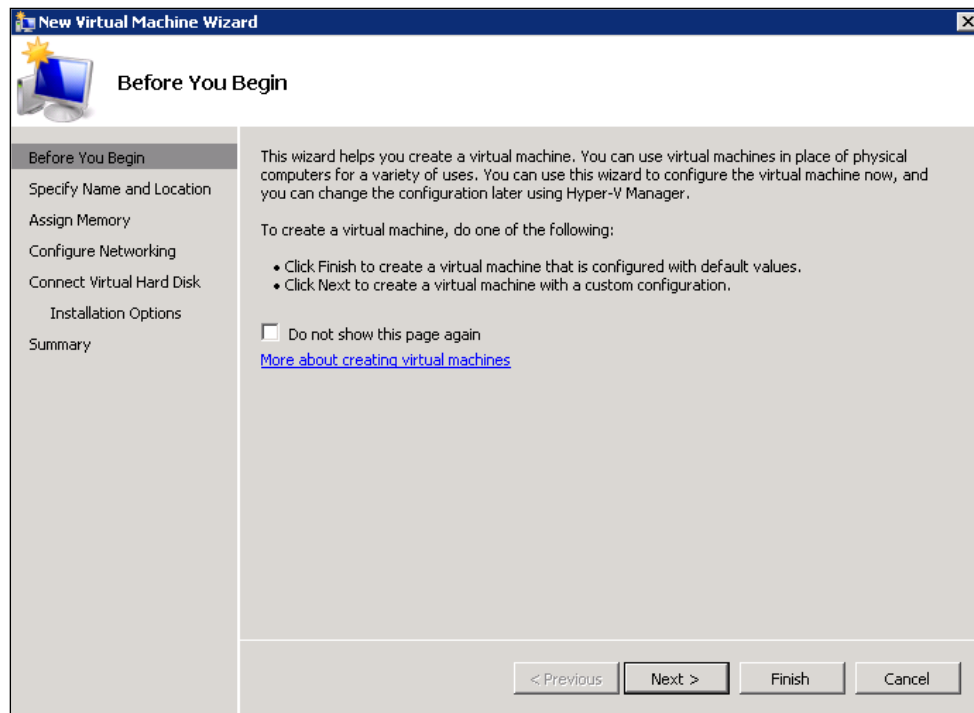 New Virtual Machine Wizard
Before You Begin
Before You Begin
Specify Name and Location
Assign Memory
Configure Networking
Connect Virtual Hard Disk
Installation Options
Summary
This wizard helps you create a virtual machine. You can use virtual machines in place of physical
computers for a variety of uses. You can use this wizard to configure the virtual machine now, and
you can change the configuration later using Hyper-V Manager.
To create a virtual machine, do one of the following:
• Click Finish to create a virtual machine that is configured with default values.
• Click Next to create a virtual machine with a custom configuration.
Do not show this page again
More about creating virtual machines
< Previous Next > Finish Cancel